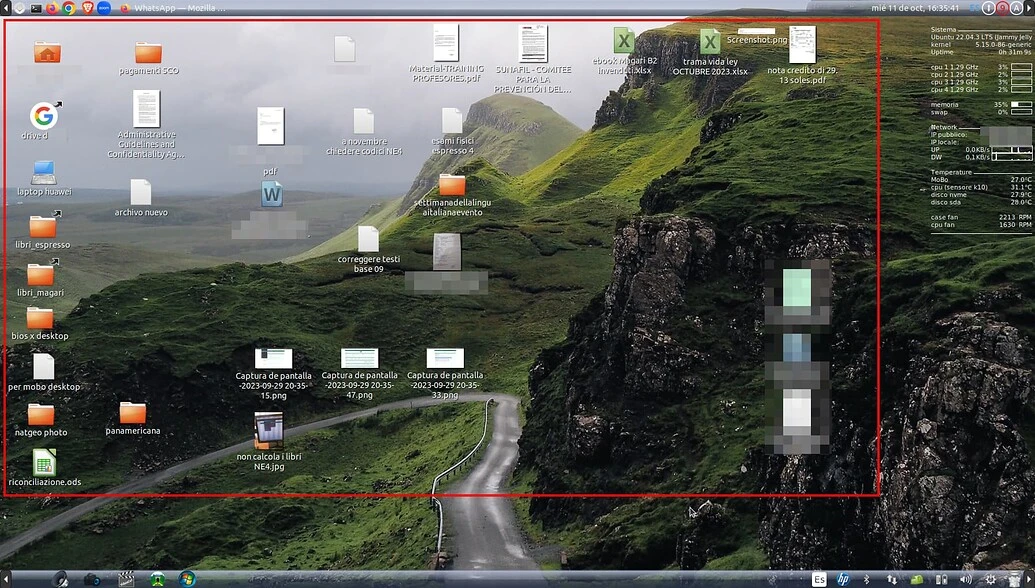 WhatsApp — Mozilla ...
mié 11 de oct, 16:35:41
pagamenti SCO
Material-TRAINING
PROFESORES.pdf
SUNAFIL - COMITEE
PARA LA
PREVENCIÓN DEL...
ebook Magari B2
invenduti.xlsx
trama vida ley
OCTUBRE 2023.xlsx
Screenshot.png
nota credito di 29.
13 soles.pdf
drive d
Administrative
Guidelines and
Confidentiality Ag...
pdf
a novembre
chiedere codici NE4
esami fisici
espresso 4
laptop huawei
archivo nuevo
W
settimanadellalingu
aitalianaevento
libri_espresso
correggere testi
base 09
libri_magari
bios x desktop
per mobo desktop
Captura de pantalla
-2023-09-29 20-35-
15.png
Captura de pantalla
-2023-09-29 20-35-
47.png
Captura de pantalla
-2023-09-29 20-35-
33.png
natgeo photo
panamericana
non calcola i libri
NE4.jpg
riconciliazione.ods
Sistema
Ubuntu 22.04.3 LTS (Jammy Jelly
kernel 5.15.0-86-generic
Uptime 0h 31m 9s
cpu 1 1.29 GHz 3%
cpu 2 1.29 GHz 2%
cpu 3 1.29 GHz 3%
cpu 4 1.29 GHz 2%
memoria 35%
swap 0%
Network
IP pubblico:
IP locale:
UP 0,0KB/s
DW 0,1KB/s
Temperature
MoBo 27.0°C
cpu (sensore k10) 31.1°C
disco nvme 27.9°C
disco sda 28.0°C
case fan 2213 RPM
cpu fan 1630 RPM
Es
hp